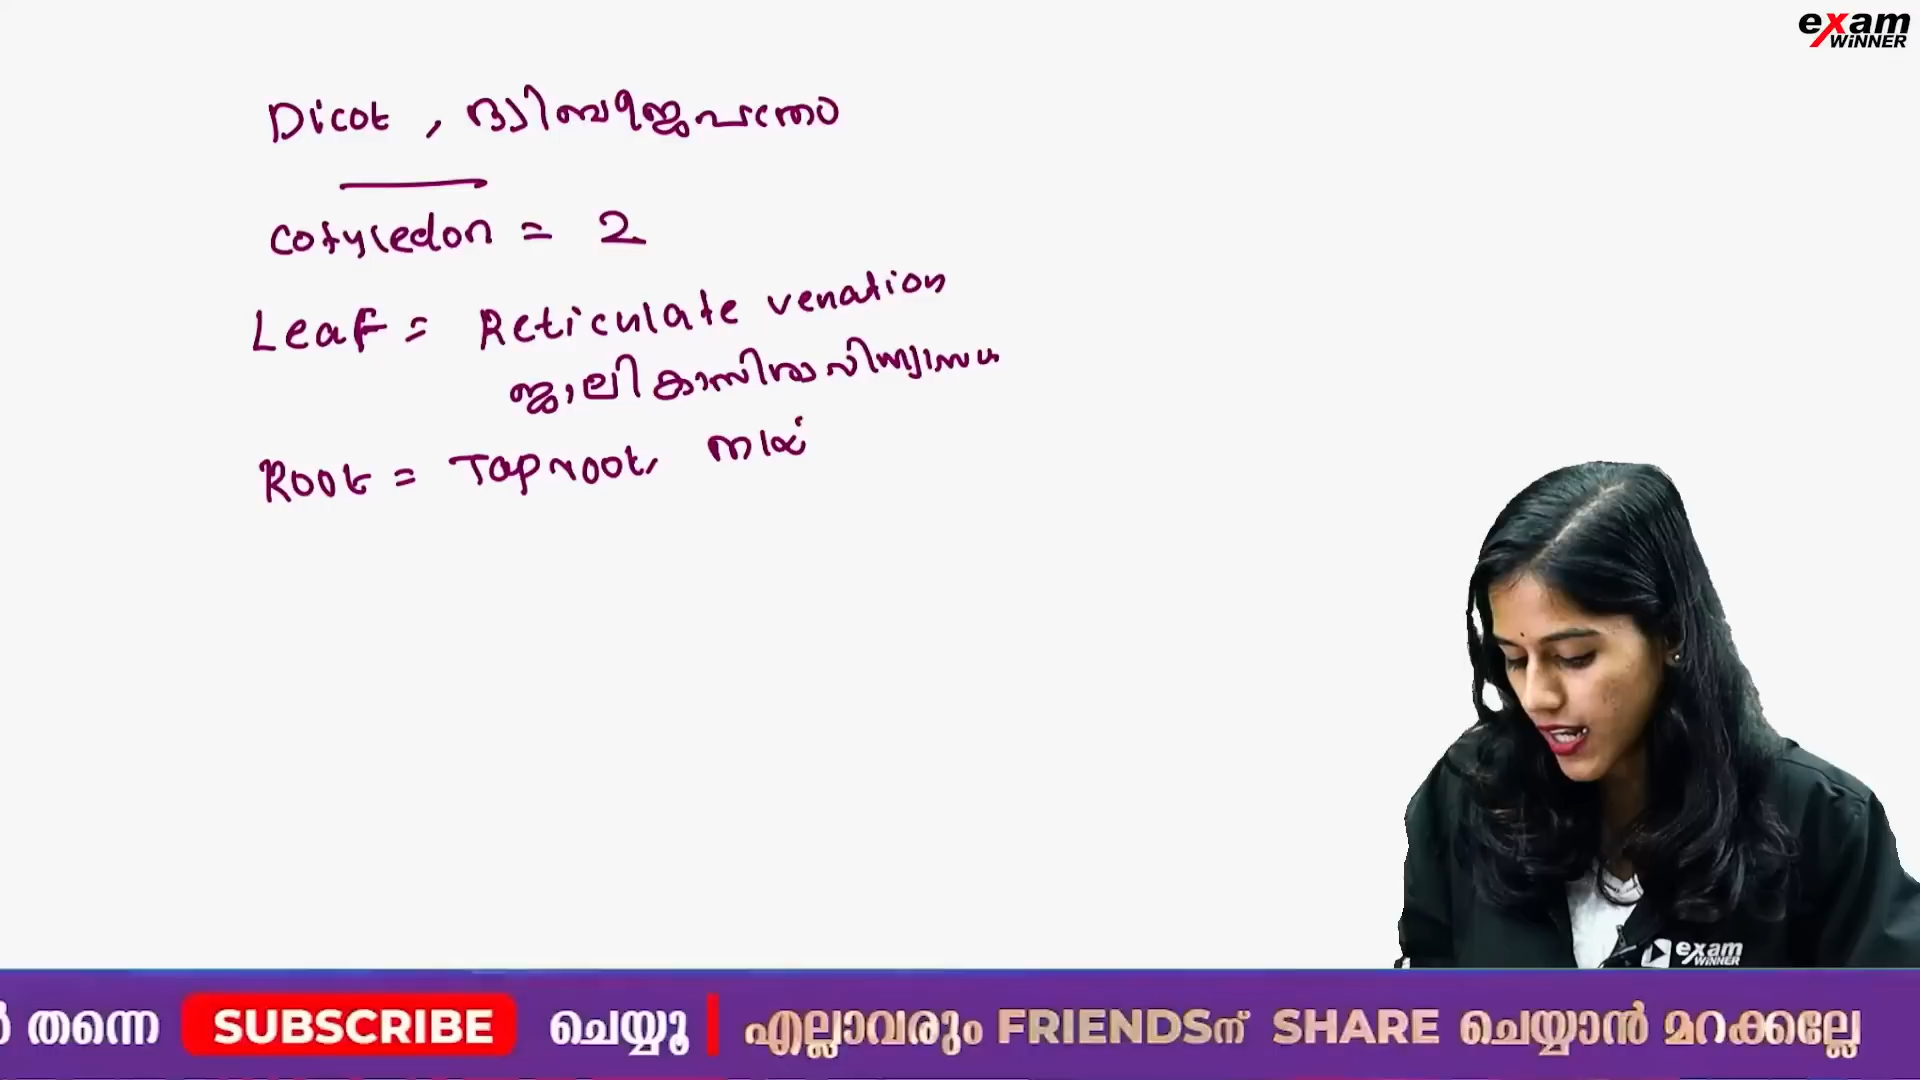 exam
WiNNER
Dicot , ദ്വിബീജപത്രം
Cotyledon = 2
Leaf = Reticulate venation
ജാലികാസിരാവിന്യാസം
Root = Taproot,
exam
WiNNER
തന്നെ SUBSCRIBE ചെയ്യൂ | എല്ലാവരും FRIENDSന് SHARE ചെയ്യാൻ മറക്കല്ലേ